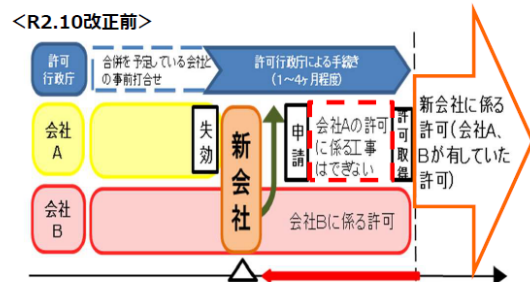 ＜R2.10改正前＞
許可
行政庁
合併を予定している会社と
の事前打合せ
許可行政庁による手続き
（1～4ヶ月程度）
会社
A
失効
新会社
申請
会社Aの許可
に係る工事
はできない
許可取得
新会社に係る
許可(会社A、
Bが有していた
許可)
会社
B
会社Bに係る許可